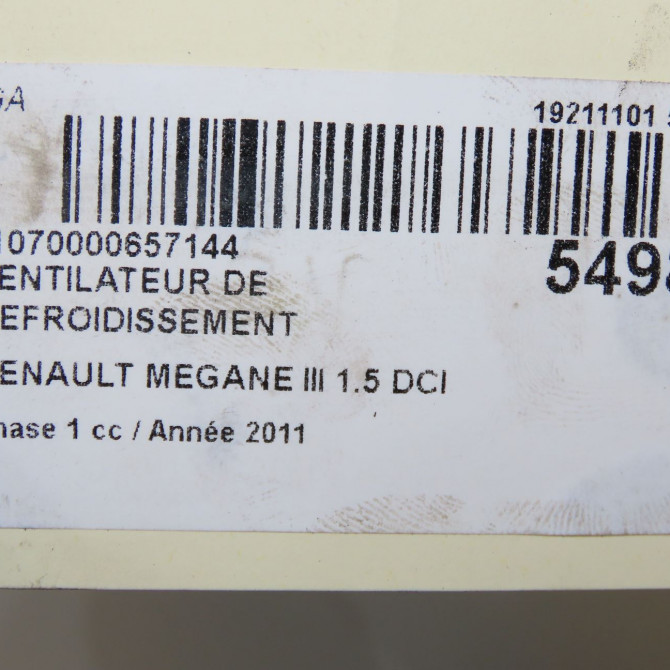 GA 19211101
1070000657144
5498
ENTILATEUR DE
EFROIDISSEMENT
ENAULT MEGANE III 1.5 DCI
hase 1 cc / Année 2011